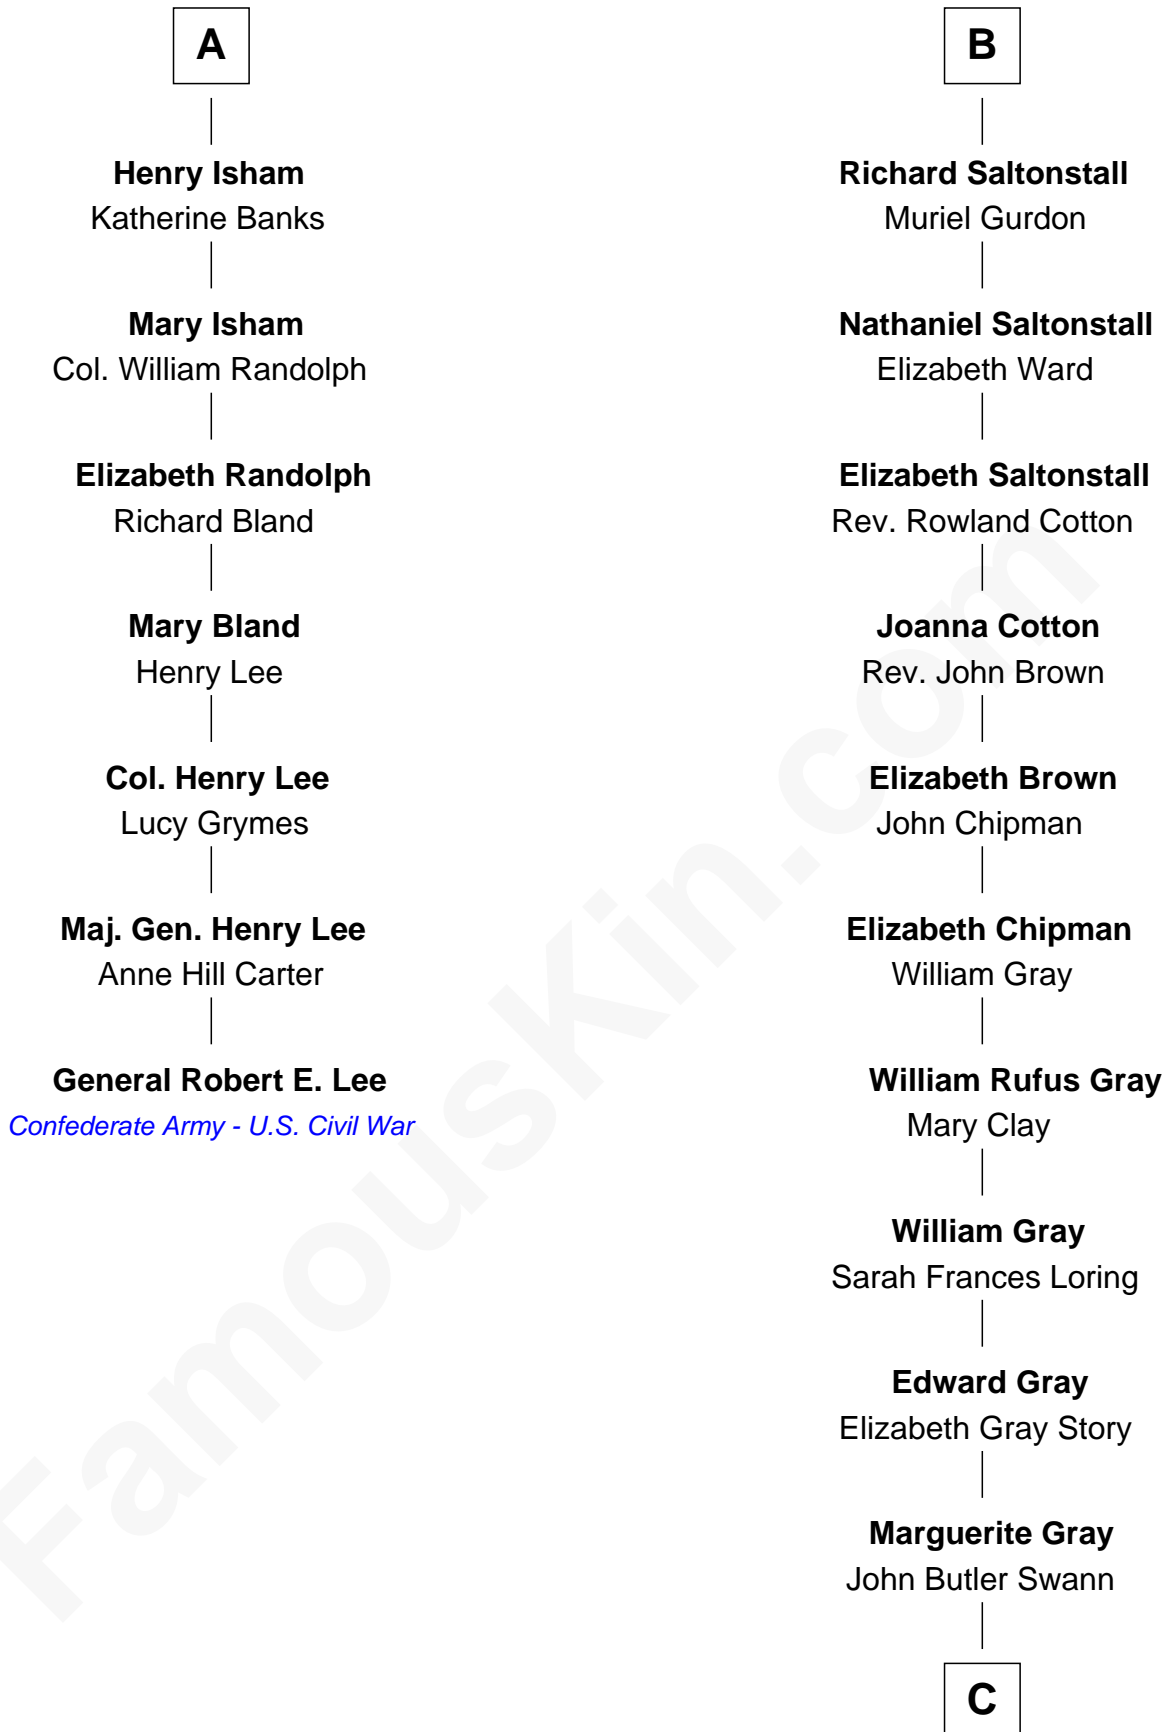 A
Henry Isham
Katherine Banks
Mary Isham
Col. William Randolph
Elizabeth Randolph
Richard Bland
Mary Bland
Henry Lee
Col. Henry Lee
Lucy Grymes
Maj. Gen. Henry Lee
Anne Hill Carter
General Robert E. Lee
Confederate Army - U.S. Civil War
B
Richard Saltonstall
Muriel Gurdon
Nathaniel Saltonstall
Elizabeth Ward
Elizabeth Saltonstall
Rev. Rowland Cotton
Joanna Cotton
Rev. John Brown
Elizabeth Brown
John Chipman
Elizabeth Chipman
William Gray
William Rufus Gray
Mary Clay
William Gray
Sarah Frances Loring
Edward Gray
Elizabeth Gray Story
Marguerite Gray
John Butler Swann
C
FamousKin.com